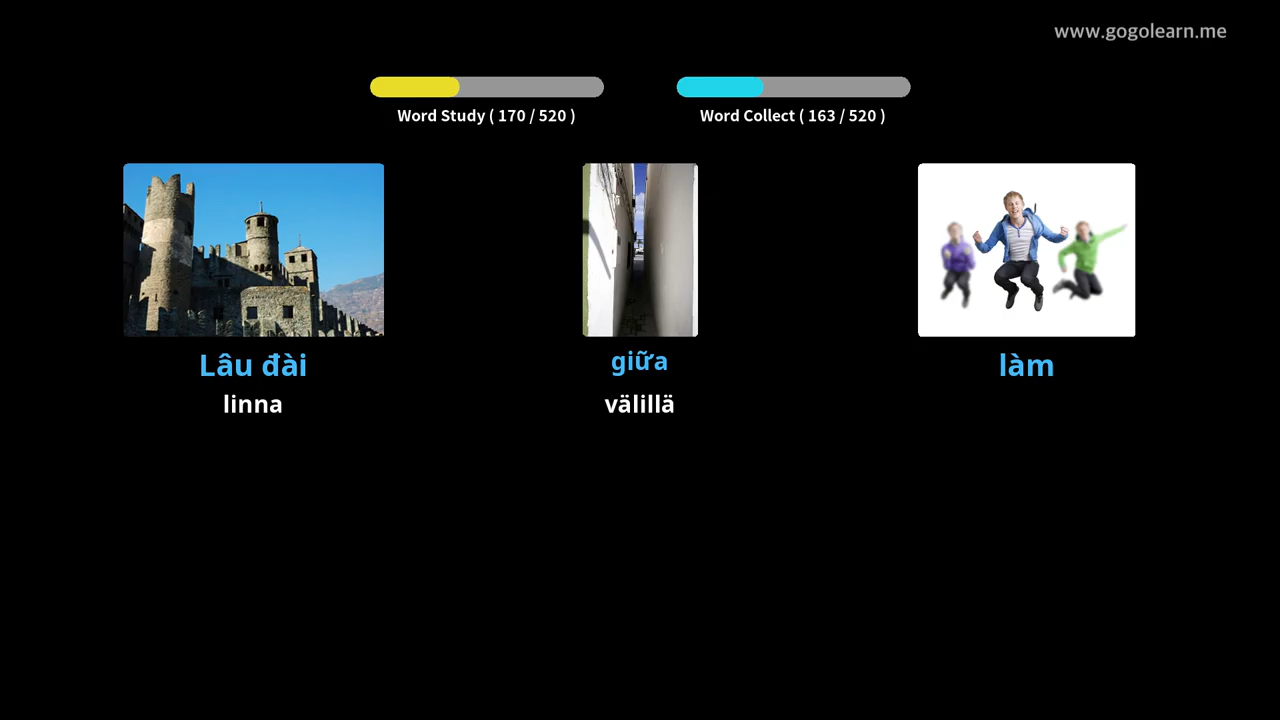 www.gogolearn.me
Word Study ( 170 / 520 )
Word Collect ( 163 / 520 )
Lâu đài
giữa
làm
linna
välillä